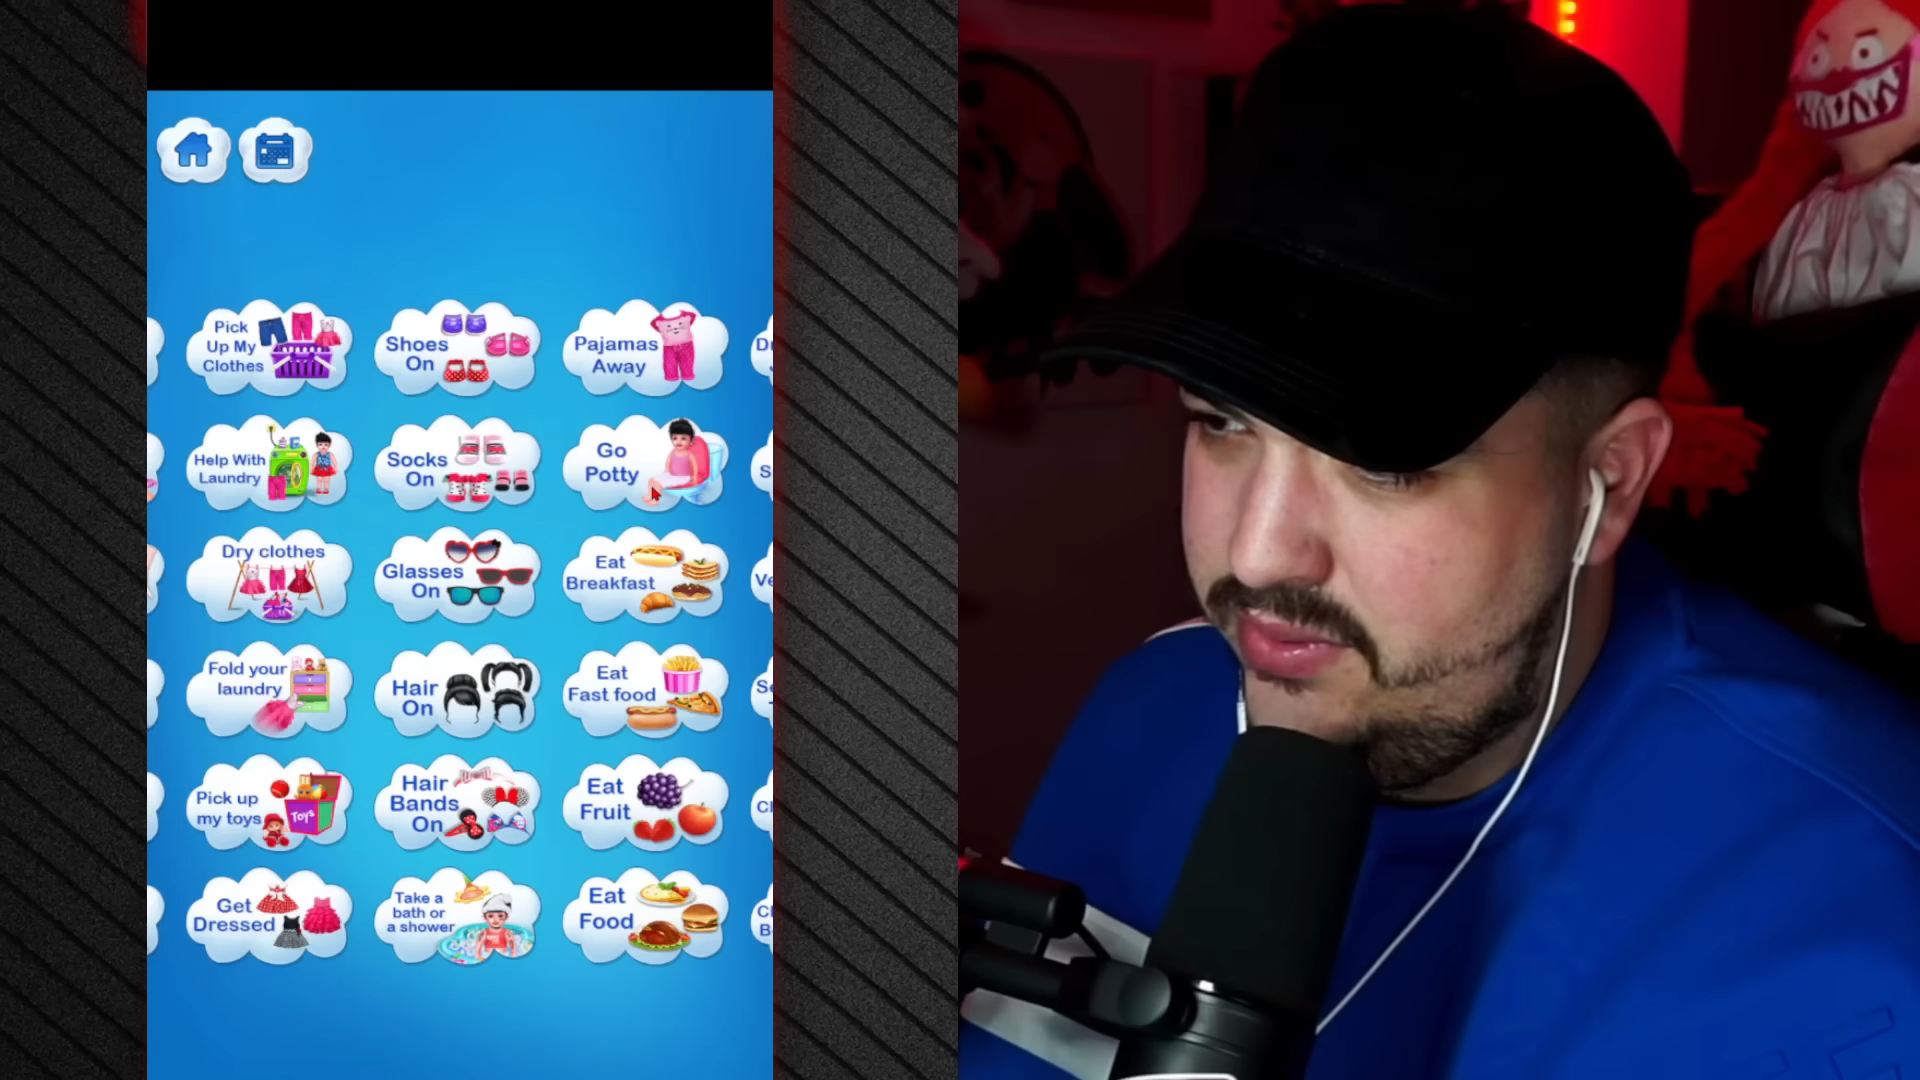 Pick
Up My
Clothes
Shoes
On
Pajamas
Away
Help With
Laundry
Socks
On
Go
Potty
Dry clothes
Glasses
On
Eat
Breakfast
Fold your
laundry
Hair
On
Eat
Fast food
Pick up
my toys
Toys
Hair
Bands
On
Eat
Fruit
Get
Dressed
Take a
bath or
a shower
Eat
Food